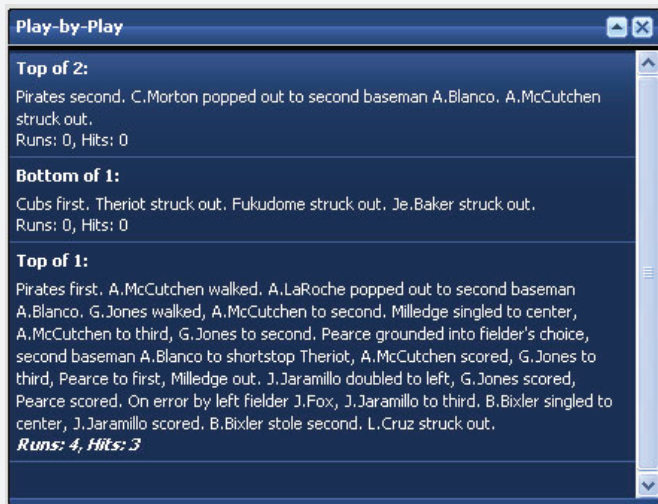 Play-by-Play
Top of 2:
Pirates second. C.Morton popped out to second baseman A.Blanco. A.McCutchen
struck out.
Runs: 0, Hits: 0
Bottom of 1:
Cubs first. Theriot struck out. Fukudome struck out. Je.Baker struck out.
Runs: 0, Hits: 0
Top of 1:
Pirates first. A.McCutchen walked. A.LaRoche popped out to second baseman
A.Blanco. G.Jones walked, A.McCutchen to second. Milledge singled to center,
A.McCutchen to third, G.Jones to second. Pearce grounded into fielder's choice,
second baseman A.Blanco to shortstop Theriot, A.McCutchen scored, G.Jones to
third, Pearce to first, Milledge out. J.Jaramillo doubled to left, G.Jones scored,
Pearce scored. On error by left fielder J.Fox, J.Jaramillo to third. B.Bixler singled to
center, J.Jaramillo scored. B.Bixler stole second. L.Cruz struck out.
Runs: 4, Hits: 3